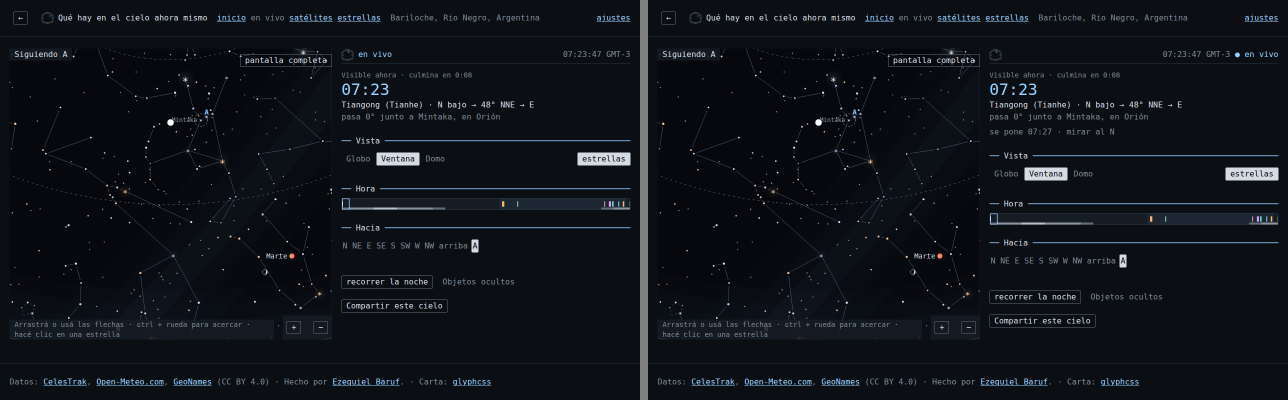 ← Qué hay en el cielo ahora mismo inicio en vivo satélites estrellas Bariloche, Río Negro, Argentina ajustes
Siguiendo A
pantalla completa
Mintaka
A
Marte
Arrastrá o usá las flechas · ctrl + rueda para acercar · hacé clic en una estrella
+ −
en vivo 07:23:47 GMT-3
Visible ahora · culmina en 0:08
07:23
Tiangong (Tianhe) · N bajo → 48° NNE → E
pasa 0° junto a Mintaka, en Orión
Vista
Globo Ventana Domo estrellas
Hora
Hacia
N NE E SE S SW W NW arriba A
recorrer la noche Objetos ocultos
Compartir este cielo
Datos: CelesTrak, Open-Meteo.com, GeoNames (CC BY 4.0) · Hecho por Ezequiel Baruf. · Carta: glyphcss
← Qué hay en el cielo ahora mismo inicio en vivo satélites estrellas Bariloche, Río Negro, Argentina ajustes
Siguiendo A
pantalla completa
Mintaka
A
Marte
Arrastrá o usá las flechas · ctrl + rueda para acercar · hacé clic en una estrella
+ −
07:23:47 GMT-3 ● en vivo
Visible ahora · culmina en 0:08
07:23
Tiangong (Tianhe) · N bajo → 48° NNE → E
pasa 0° junto a Mintaka, en Orión
se pone 07:27 · mirar al N
Vista
Globo Ventana Domo estrellas
Hora
Hacia
N NE E SE S SW W NW arriba A
recorrer la noche Objetos ocultos
Compartir este cielo
Datos: CelesTrak, Open-Meteo.com, GeoNames (CC BY 4.0) · Hecho por Ezequiel Baruf. · Carta: glyphcss